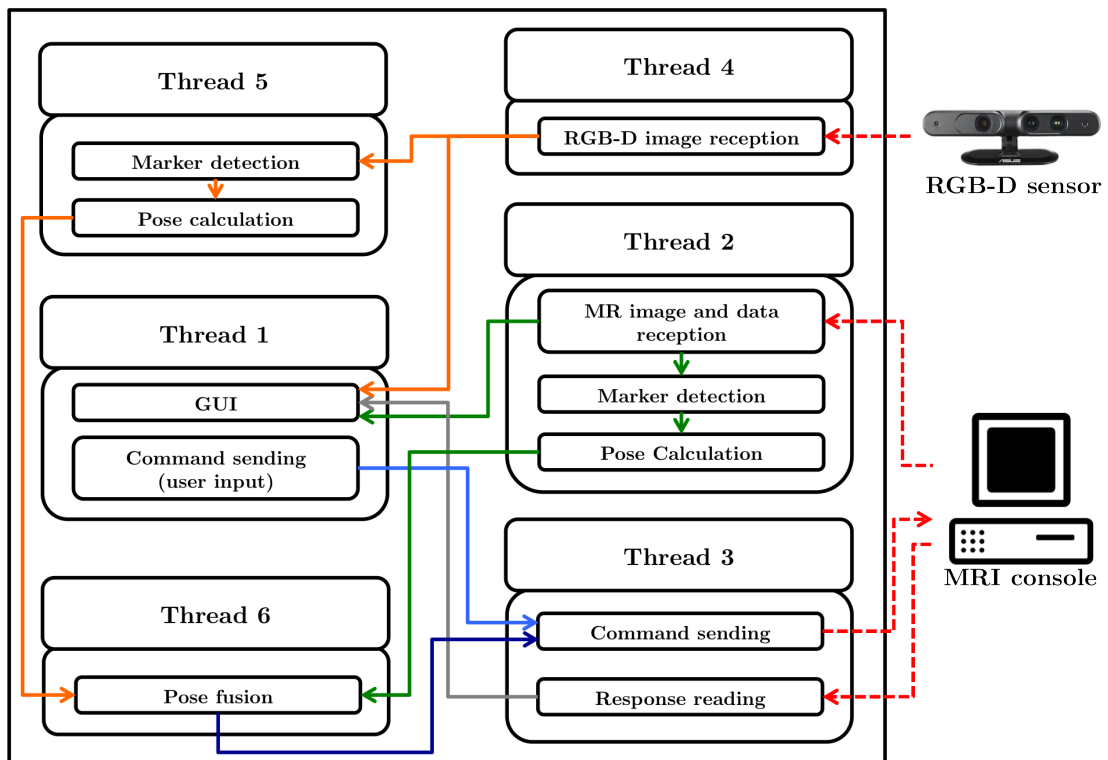 Thread 5
Marker detection
Pose calculation
Thread 4
RGB-D image reception
ASUS
RGB-D sensor
Thread 1
GUI
Command sending
(user input)
Thread 2
MR image and data
reception
Marker detection
Pose Calculation
MRI console
Thread 6
Pose fusion
Thread 3
Command sending
Response reading